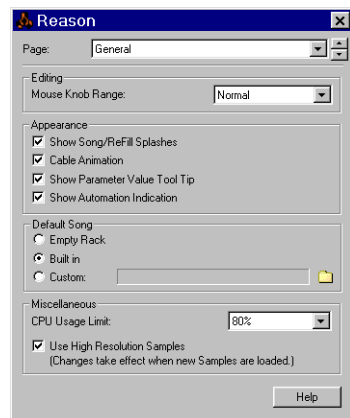 Reason
Page: General
Editing
Mouse Knob Range: Normal
Appearance
Show Song/ReFill Splashes
Cable Animation
Show Parameter Value Tool Tip
Show Automation Indication
Default Song
Empty Rack
Built in
Custom:
Miscellaneous
CPU Usage Limit: 80%
Use High Resolution Samples
(Changes take effect when new Samples are loaded.)
Help